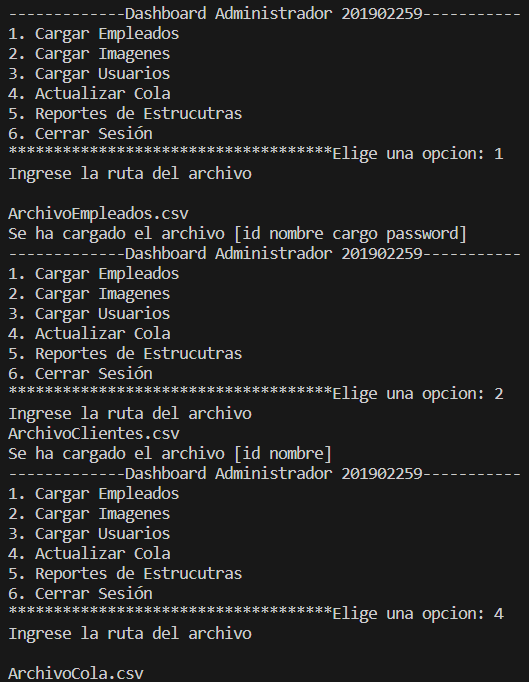 -------------Dashboard Administrador 201902259-----------
1. Cargar Empleados
2. Cargar Imagenes
3. Cargar Usuarios
4. Actualizar Cola
5. Reportes de Estrucutras
6. Cerrar Sesión
************************************Elige una opcion: 1
Ingrese la ruta del archivo
ArchivoEmpleados.csv
Se ha cargado el archivo [id nombre cargo password]
-------------Dashboard Administrador 201902259-----------
1. Cargar Empleados
2. Cargar Imagenes
3. Cargar Usuarios
4. Actualizar Cola
5. Reportes de Estrucutras
6. Cerrar Sesión
************************************Elige una opcion: 2
Ingrese la ruta del archivo
ArchivoClientes.csv
Se ha cargado el archivo [id nombre]
-------------Dashboard Administrador 201902259-----------
1. Cargar Empleados
2. Cargar Imagenes
3. Cargar Usuarios
4. Actualizar Cola
5. Reportes de Estrucutras
6. Cerrar Sesión
************************************Elige una opcion: 4
Ingrese la ruta del archivo
ArchivoCola.csv